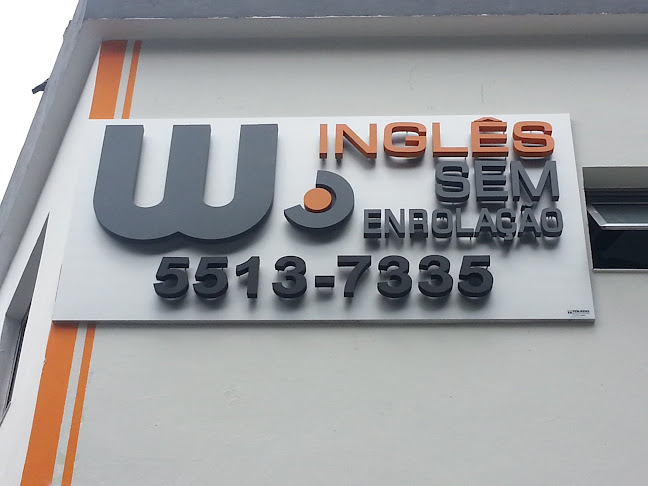 W
INGLÊS
SEM
ENROLAÇÃO
5513-7335